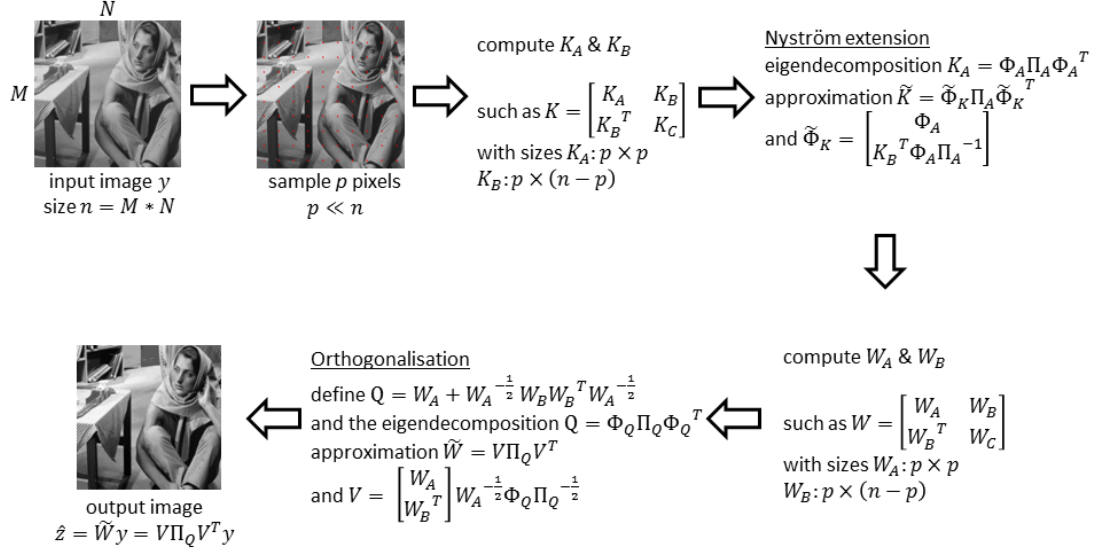 N
M
input image y
size n = M * N
sample p pixels
p ≪ n
compute K_A & K_B
such as K = [K_A K_B; K_B^T K_C]
with sizes K_A: p × p
K_B: p × (n − p)
Nyström extension
eigendecomposition K_A = Φ_A Π_A Φ_A^T
approximation K̃ = Φ̃_K Π_A Φ̃_K^T
and Φ̃_K = [Φ_A; K_B^T Φ_A Π_A^{-1}]
compute W_A & W_B
such as W = [W_A W_B; W_B^T W_C]
with sizes W_A: p × p
W_B: p × (n − p)
Orthogonalisation
define Q = W_A + W_A^{-1/2} W_B W_B^T W_A^{-1/2}
and the eigendecomposition Q = Φ_Q Π_Q Φ_Q^T
approximation W̃ = V Π_Q V^T
and V = [W_A; W_B^T] W_A^{-1/2} Φ_Q Π_Q^{-1/2}
output image
ẑ = W̃y = V Π_Q V^T y